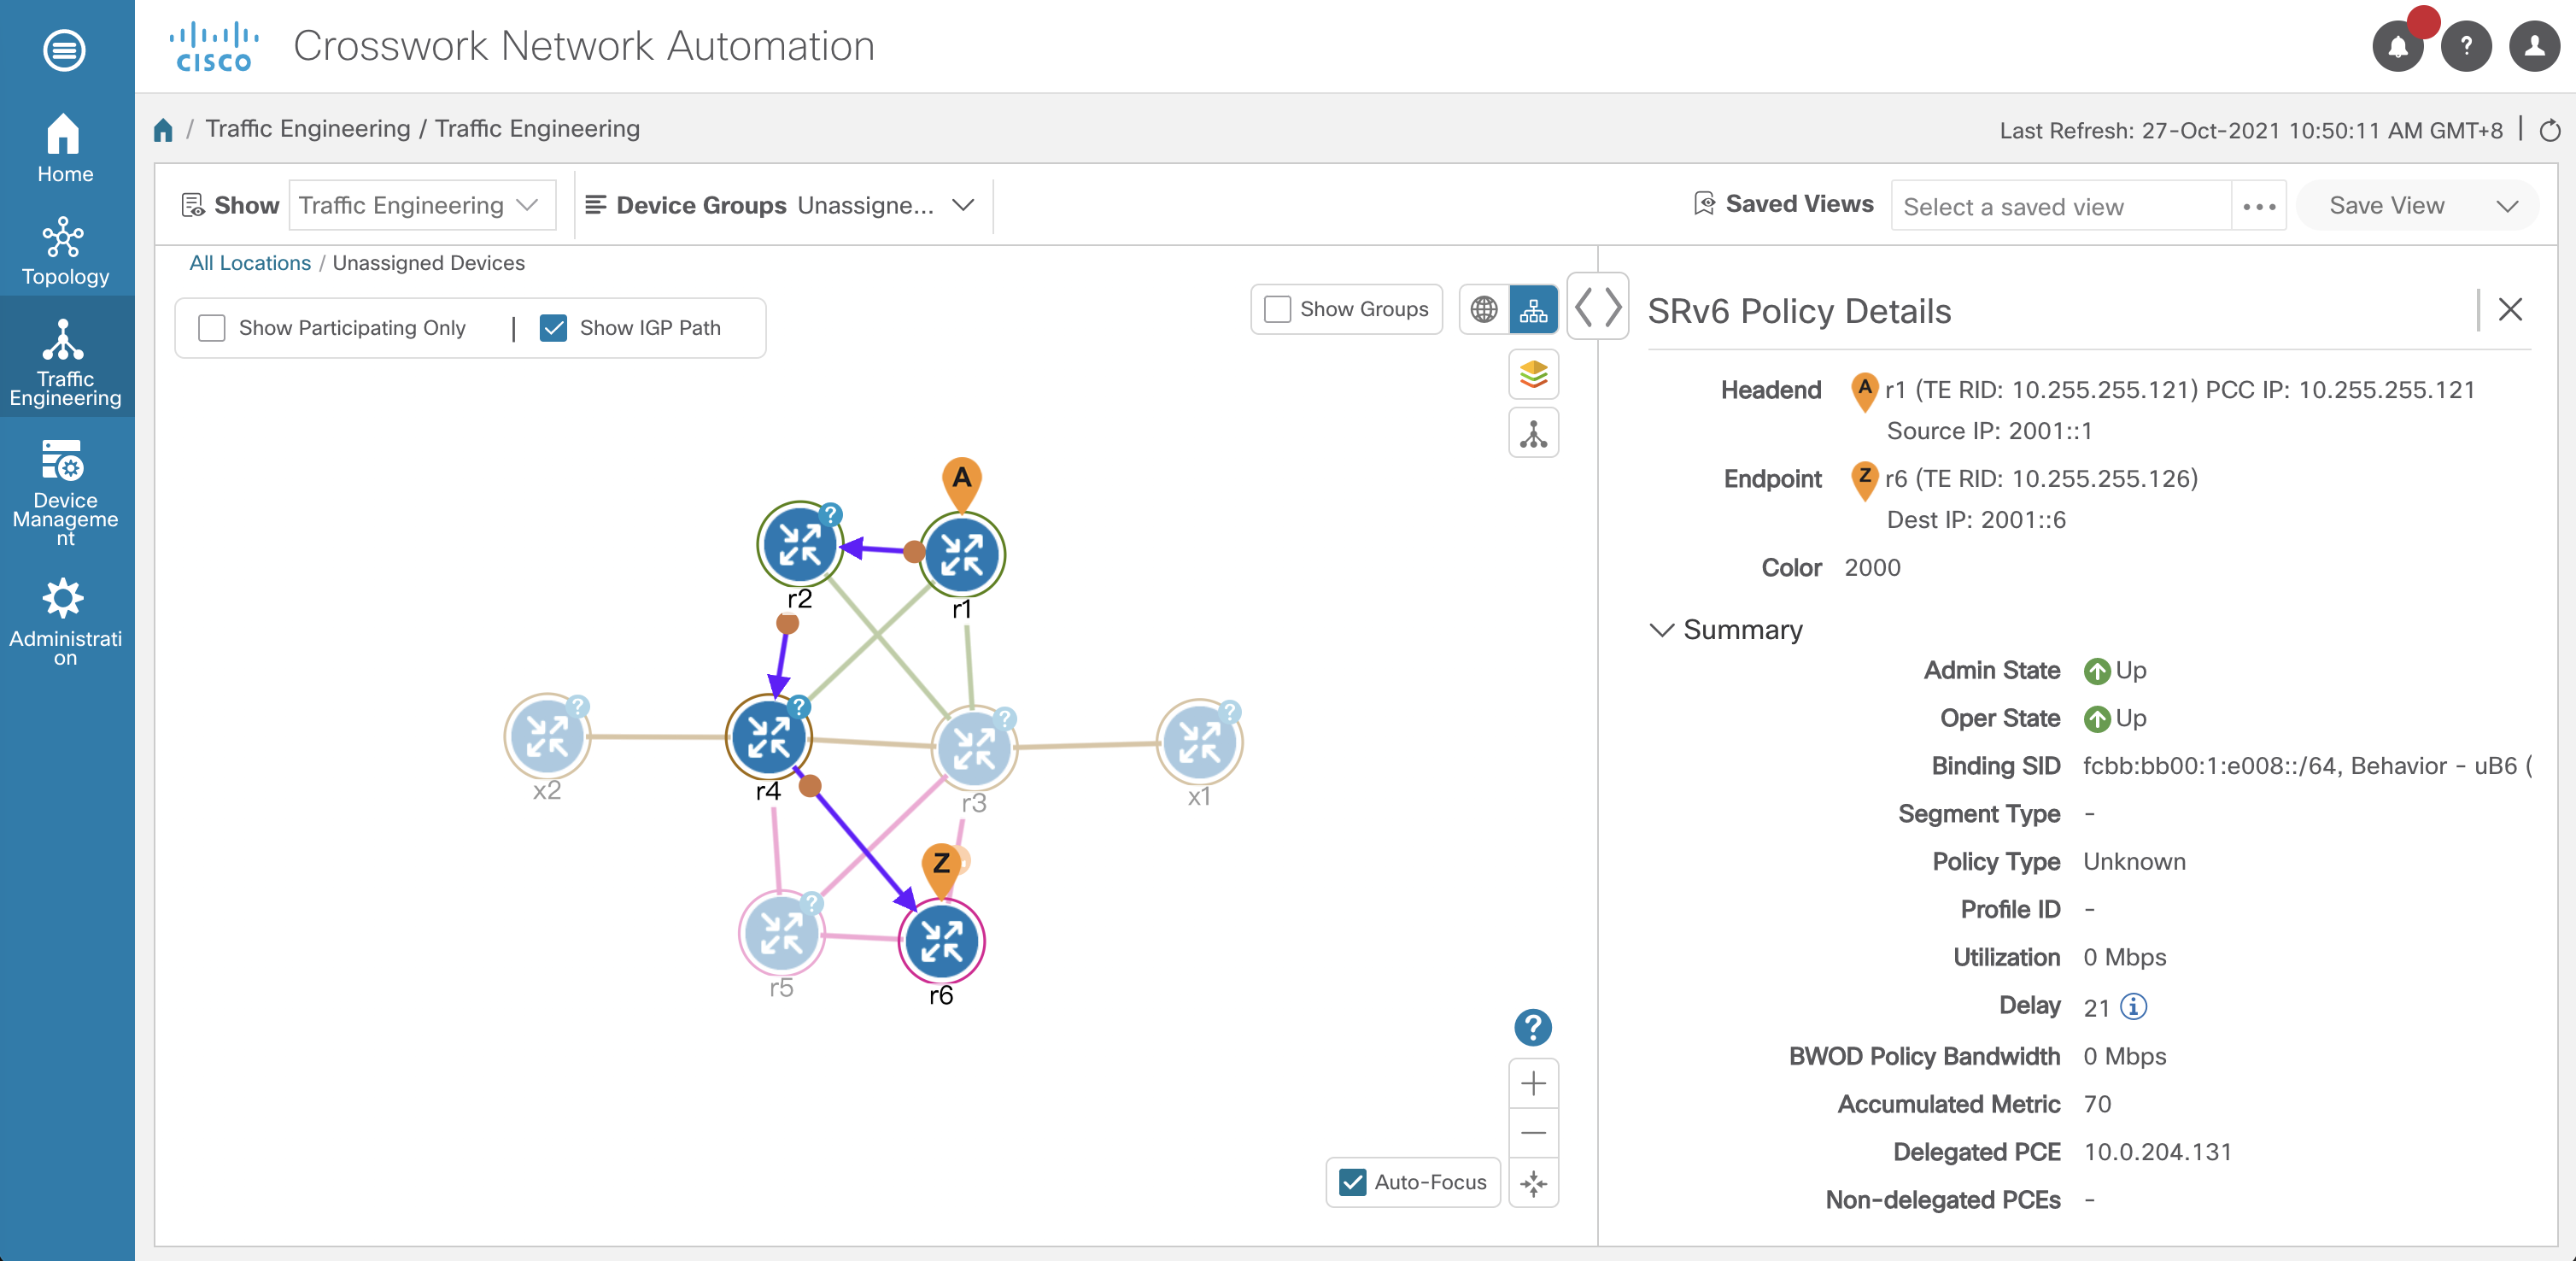 CISCO
Crosswork Network Automation
?
Home
Topology
Traffic
Engineering
Device
Manageme
nt
Administrati
on
/ Traffic Engineering / Traffic Engineering
Last Refresh: 27-Oct-2021 10:50:11 AM GMT+8 |
Show Traffic Engineering
Device Groups Unassigne...
Saved Views Select a saved view ...
Save View
All Locations / Unassigned Devices
Show Participating Only | Show IGP Path
Show Groups
A
?
r2
r1
?
x2
?
r4
?
r3
?
x1
Z
?
r5
r6
?
Auto-Focus
SRv6 Policy Details
Headend A r1 (TE RID: 10.255.255.121) PCC IP: 10.255.255.121
Source IP: 2001::1
Endpoint Z r6 (TE RID: 10.255.255.126)
Dest IP: 2001::6
Color 2000
Summary
Admin State Up
Oper State Up
Binding SID fcbb:bb00:1:e008::/64, Behavior - uB6 (
Segment Type -
Policy Type Unknown
Profile ID -
Utilization 0 Mbps
Delay 21 i
BWOD Policy Bandwidth 0 Mbps
Accumulated Metric 70
Delegated PCE 10.0.204.131
Non-delegated PCEs -